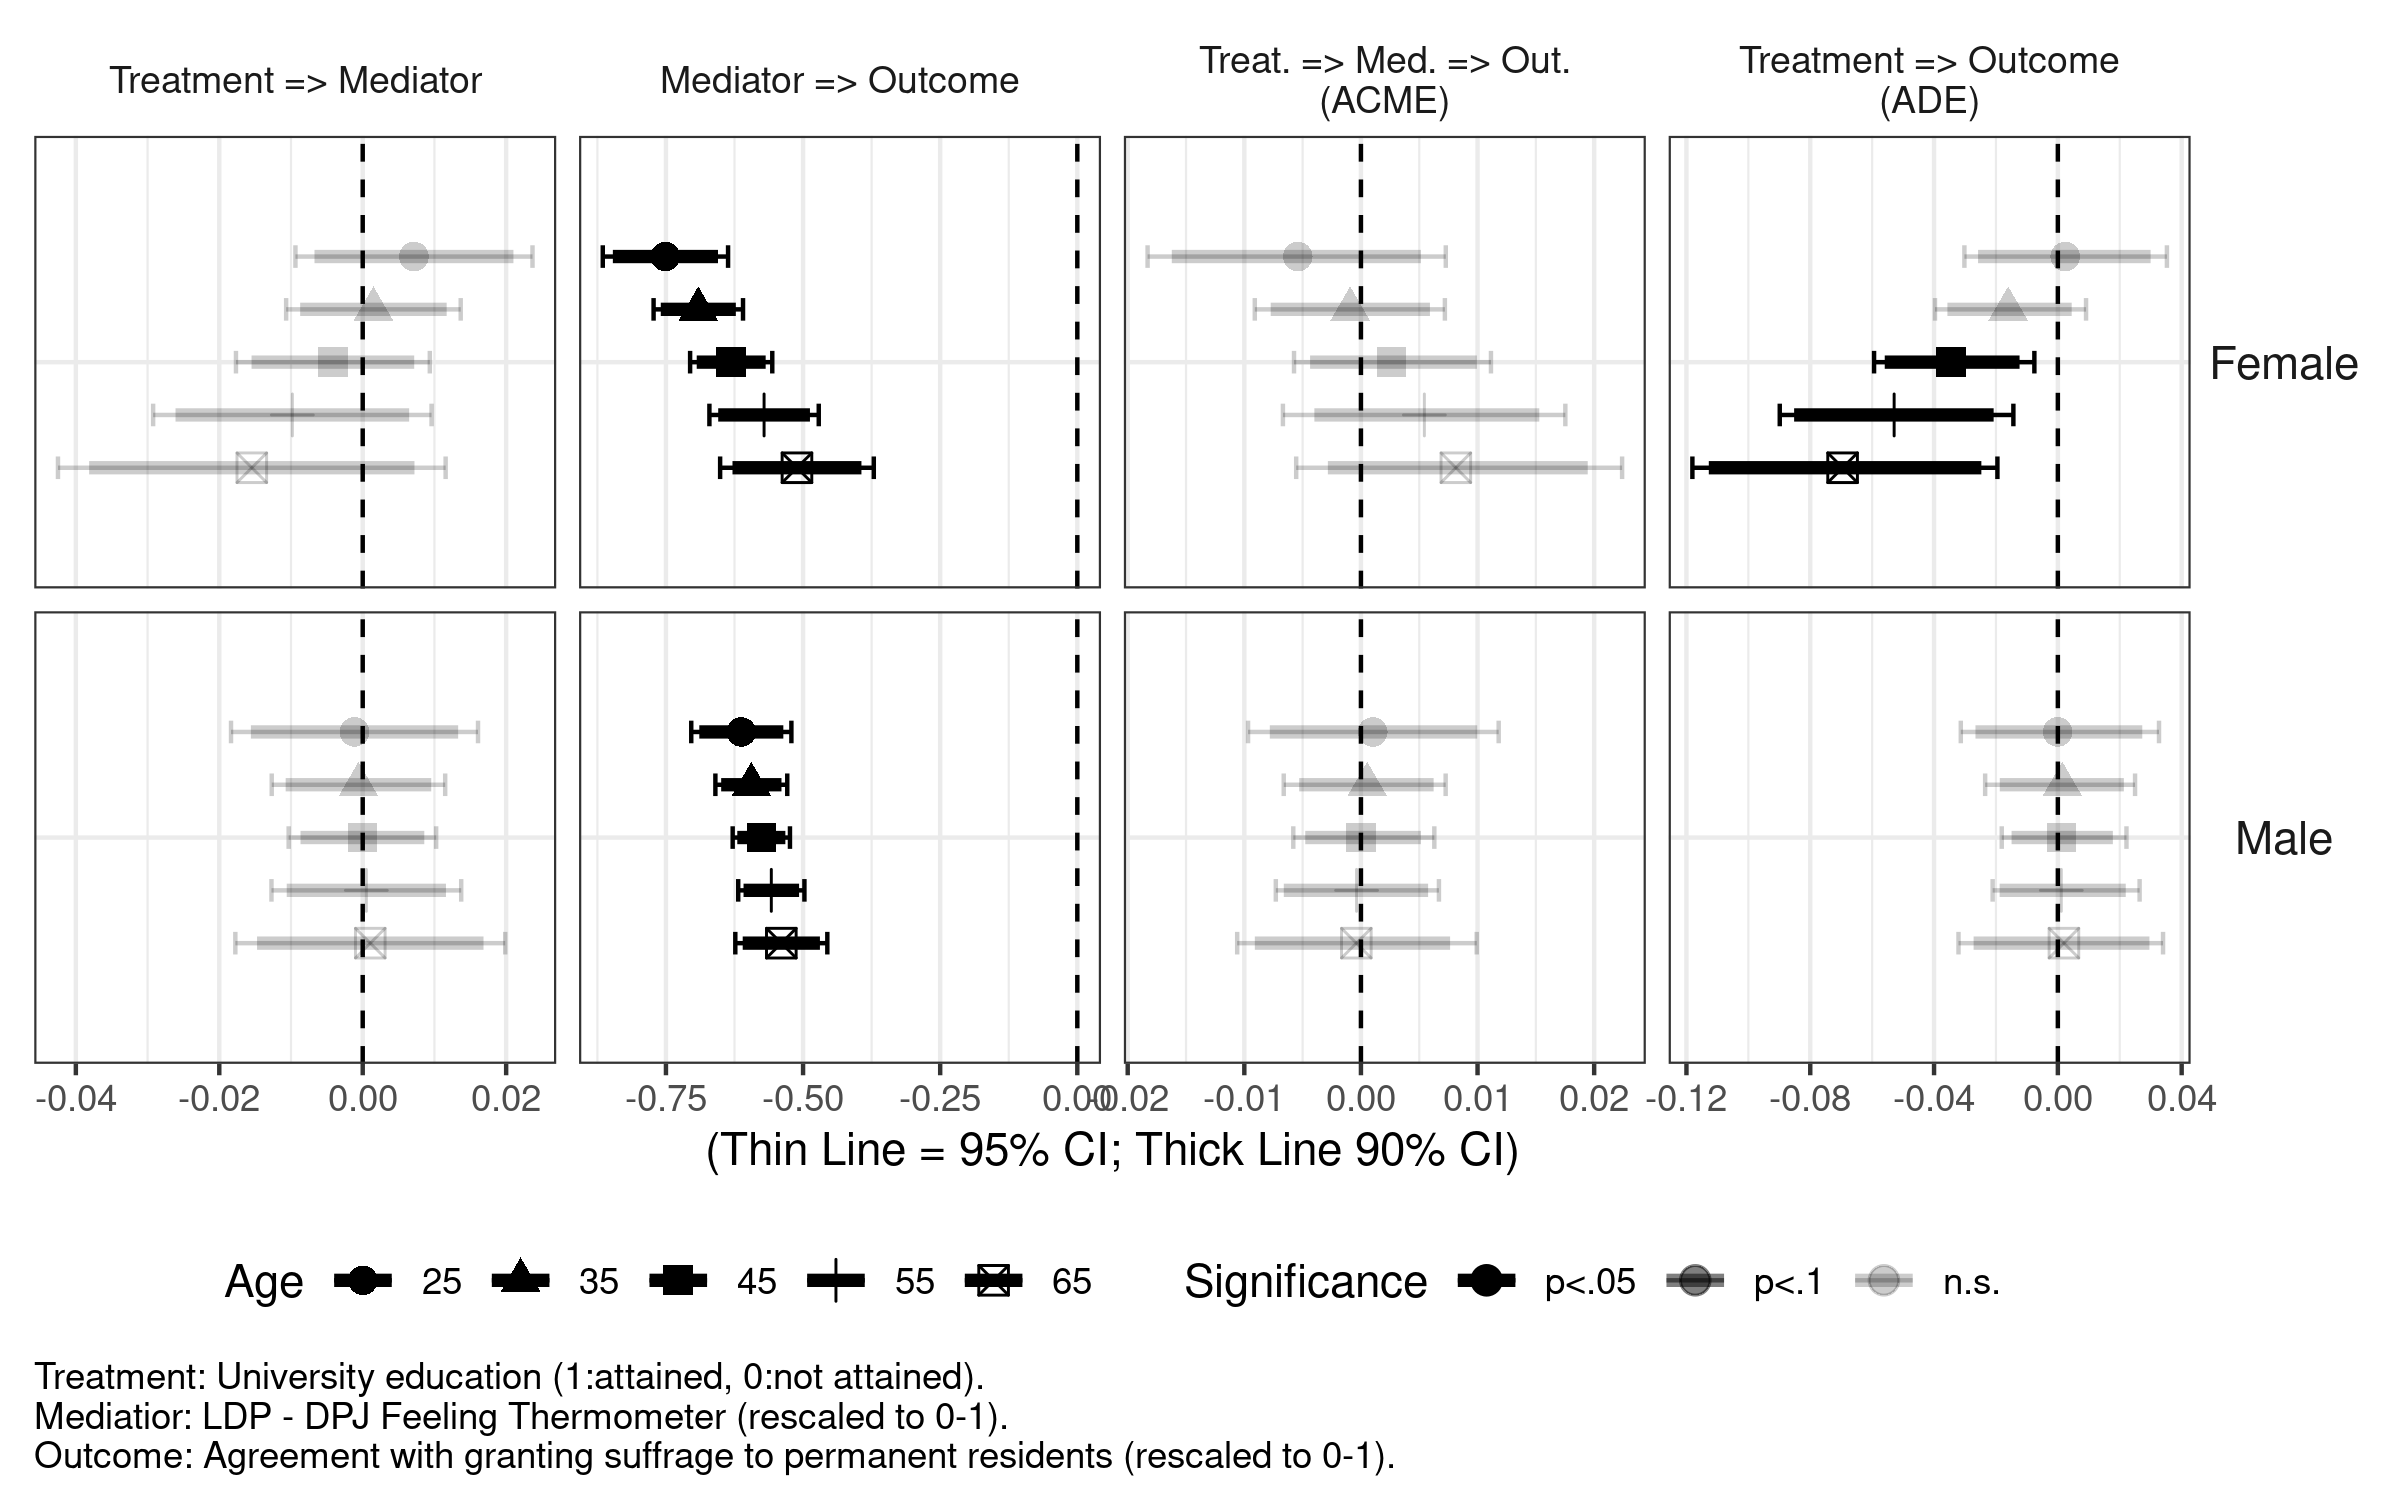 Treatment => Mediator
Mediator => Outcome
Treat. => Med. => Out.
(ACME)
Treatment => Outcome
(ADE)
Female
Male
-0.04 -0.02 0.00 0.02
-0.75 -0.50 -0.25 0.00
-0.02 -0.01 0.00 0.01 0.02
-0.12 -0.08 -0.04 0.00 0.04
(Thin Line = 95% CI; Thick Line 90% CI)
Age 25 35 45 55 65 Significance p<.05 p<.1 n.s.
Treatment: University education (1:attained, 0:not attained).
Mediatior: LDP - DPJ Feeling Thermometer (rescaled to 0-1).
Outcome: Agreement with granting suffrage to permanent residents (rescaled to 0-1).